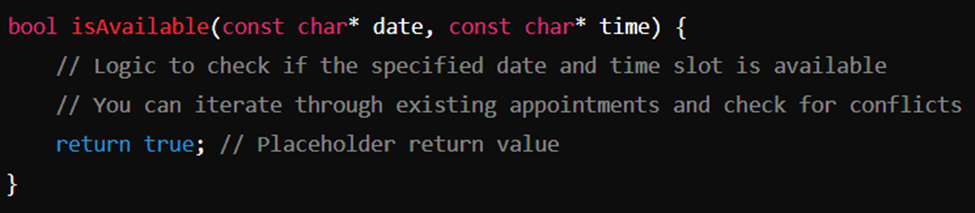 bool isAvailable(const char* date, const char* time) {
    // Logic to check if the specified date and time slot is available
    // You can iterate through existing appointments and check for conflicts
    return true; // Placeholder return value
}